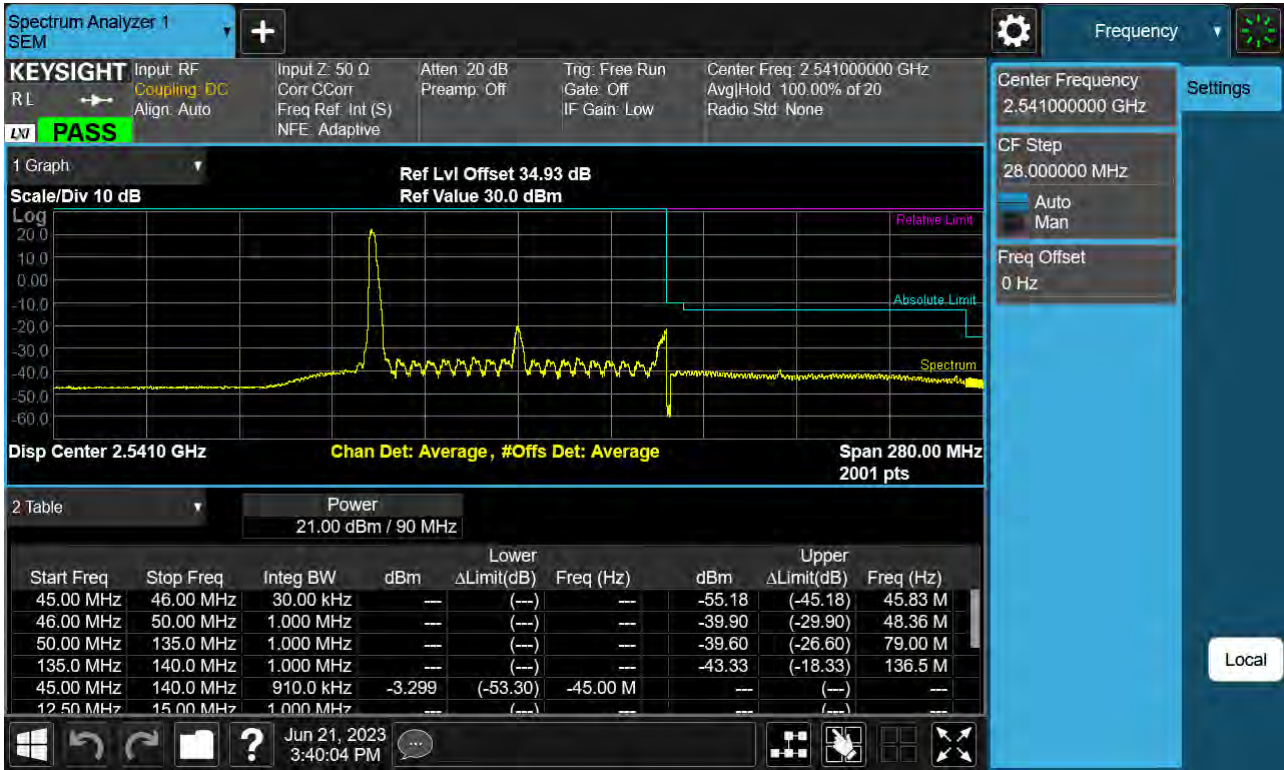 Spectrum Analyzer 1
SEM
+
Frequency
KEYSIGHT
RL
LXI
PASS
Input: RF
Coupling: DC
Align: Auto
Input Z: 50 Ω
Corr CCorr
Freq Ref: Int (S)
NFE: Adaptive
Atten: 20 dB
Preamp: Off
Trig: Free Run
Gate: Off
IF Gain: Low
Center Freq: 2.541000000 GHz
Avg|Hold: 100.00% of 20
Radio Std: None
Center Frequency
2.541000000 GHz
Settings
CF Step
28.000000 MHz
Auto
Man
Freq Offset
0 Hz
1 Graph
Ref Lvl Offset 34.93 dB
Scale/Div 10 dB
Ref Value 30.0 dBm
Log
Relative Limit
20.0
10.0
0.00
-10.0
Absolute Limit
-20.0
-30.0
-40.0
Spectrum
-50.0
-60.0
Disp Center 2.5410 GHz
Chan Det: Average, #Offs Det: Average
Span 280.00 MHz
2001 pts
2 Table
Power
21.00 dBm / 90 MHz
Lower Upper
Start Freq Stop Freq Integ BW dBm ΔLimit(dB) Freq (Hz) dBm ΔLimit(dB) Freq (Hz)
45.00 MHz 46.00 MHz 30.00 kHz --- (---) --- -55.18 (-45.18) 45.83 M
46.00 MHz 50.00 MHz 1.000 MHz --- (---) --- -39.90 (-29.90) 48.36 M
50.00 MHz 135.0 MHz 1.000 MHz --- (---) --- -39.60 (-26.60) 79.00 M
135.0 MHz 140.0 MHz 1.000 MHz --- (---) --- -43.33 (-18.33) 136.5 M
45.00 MHz 140.0 MHz 910.0 kHz -3.299 (-53.30) -45.00 M --- (---) ---
12.50 MHz 15.00 MHz 1.000 MHz --- (---) --- --- (---) ---
Local
?
Jun 21, 2023
3:40:04 PM